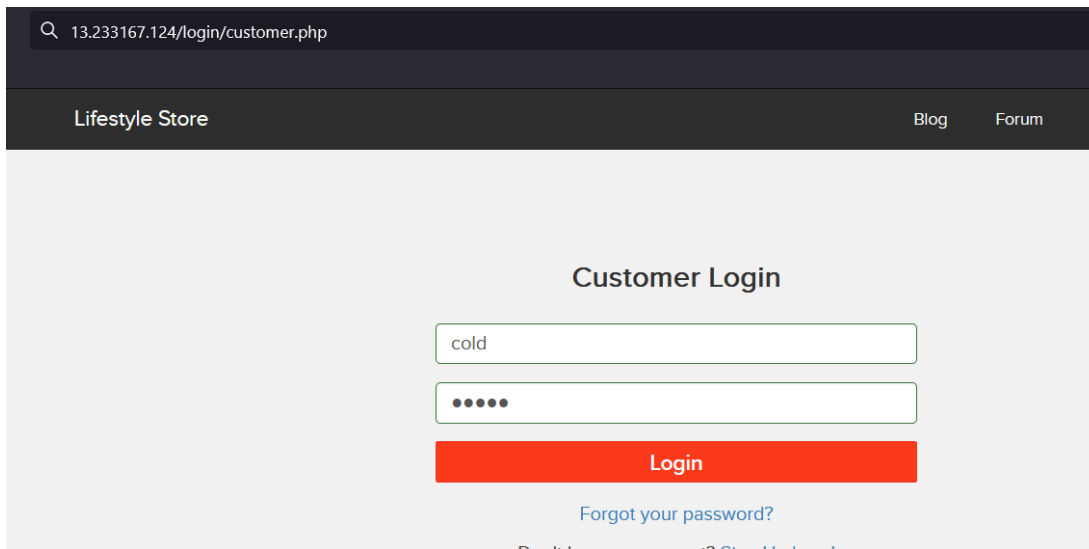 13.233167.124/login/customer.php
Lifestyle Store Blog Forum
Customer Login
cold
•••••
Login
Forgot your password?